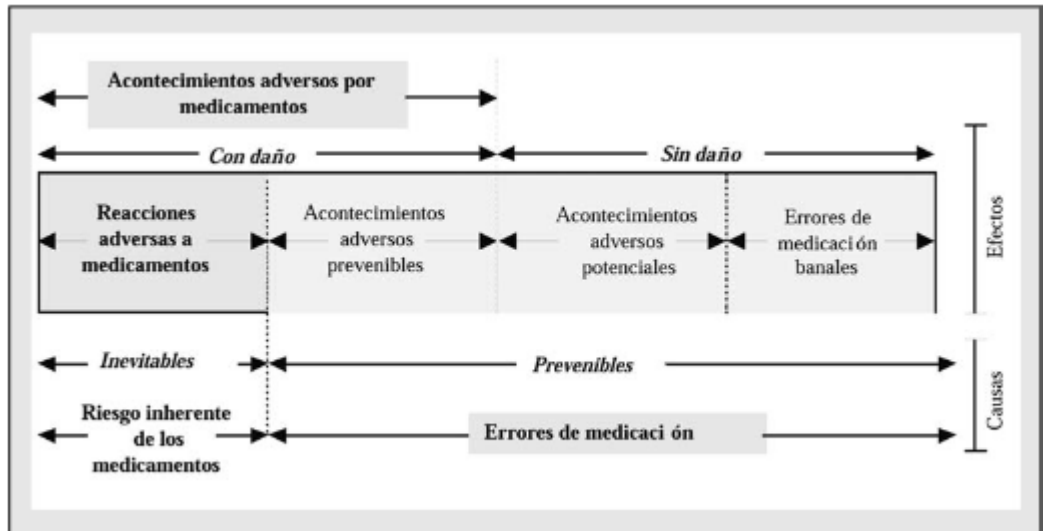 Acontecimientos adversos por
medicamentos
Con daño
Sin daño
Reacciones
adversas a
medicamentos
Acontecimientos
adversos
prevenibles
Acontecimientos
adversos
potenciales
Errores de
medicación
banales
Efectos
Inevitables
Prevenibles
Riesgo inherente
de los
medicamentos
Errores de medicaci ón
Causas